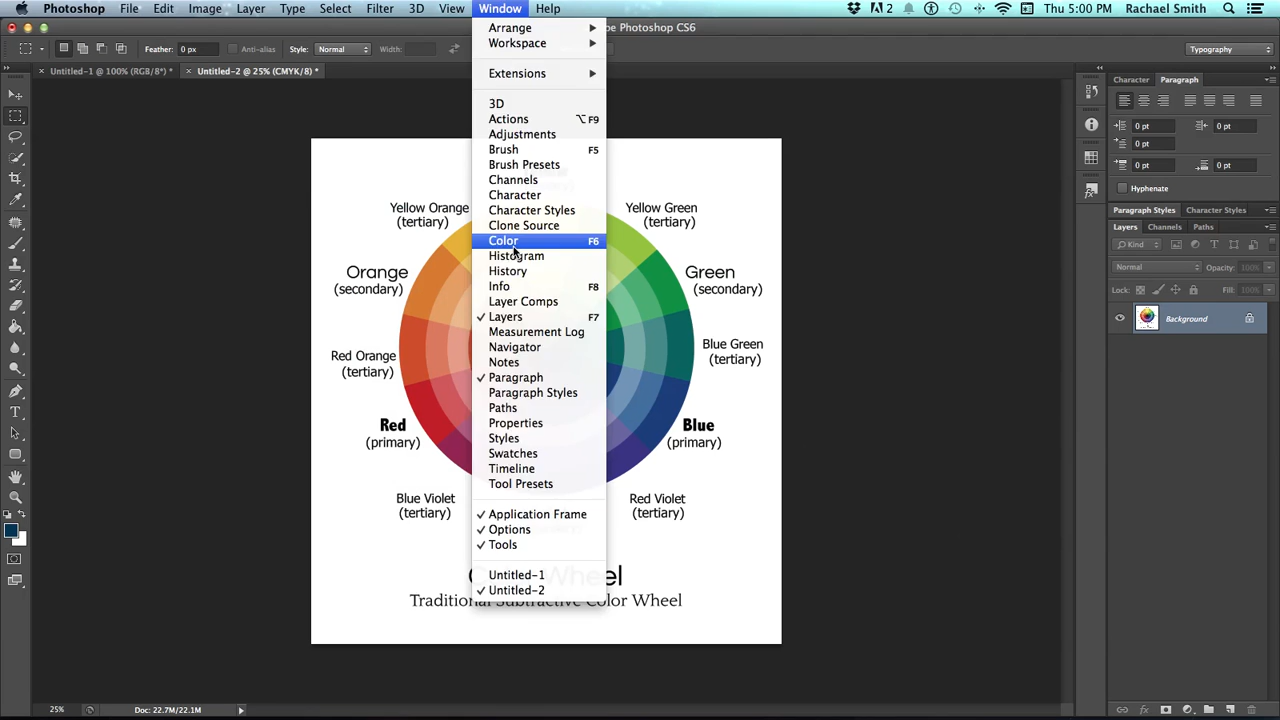 Photoshop File Edit Image Layer Type Select Filter 3D View Window Help 2 Thu 5:00 PM Rachael Smith
Adobe Photoshop CS6
Feather: 0 px Anti-alias Style: Normal Width: Typography
Untitled-1 @ 100% (RGB/8*) * Untitled-2 @ 25% (CMYK/8) *
Arrange
Workspace
Extensions
3D
Actions ⌥ F9
Adjustments
Brush F5
Brush Presets
Channels
Character
Character Styles
Clone Source
Color F6
Histogram
History
Info F8
Layer Comps
Layers F7
Measurement Log
Navigator
Notes
Paragraph
Paragraph Styles
Paths
Properties
Styles
Swatches
Timeline
Tool Presets
Application Frame
Options
Tools
Untitled-1
Untitled-2
Yellow Orange
(tertiary)
Orange
(secondary)
Red Orange
(tertiary)
Red
(primary)
Blue Violet
(tertiary)
Yellow Green
(tertiary)
Green
(secondary)
Blue Green
(tertiary)
Blue
(primary)
Red Violet
(tertiary)
Color Wheel
Traditional Subtractive Color Wheel
Character Paragraph
0 pt 0 pt
0 pt
0 pt 0 pt
Hyphenate
Paragraph Styles Character Styles
Layers Channels Paths
Kind
Normal Opacity: 100%
Lock: Fill: 100%
Background
25% Doc: 22.7M/22.1M